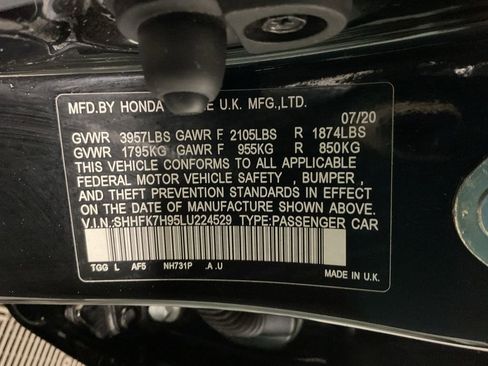 MFD.BY HONDA E U.K. MFG.,LTD.
07/20
GVWR 3957LBS GAWR F 2105LBS R 1874LBS
GVWR 1795KG GAWR F 955KG R 850KG
THIS VEHICLE CONFORMS TO ALL APPLICABLE
FEDERAL MOTOR VEHICLE SAFETY , BUMPER ,
AND THEFT PREVENTION STANDARDS IN EFFECT
ON THE DATE OF MANUFACTURE SHOWN ABOVE.
V.I.N.:SHHFK7H95LU224529 TYPE:PASSENGER CAR
TGG L AF5 NH731P .A .U
MADE IN U.K.